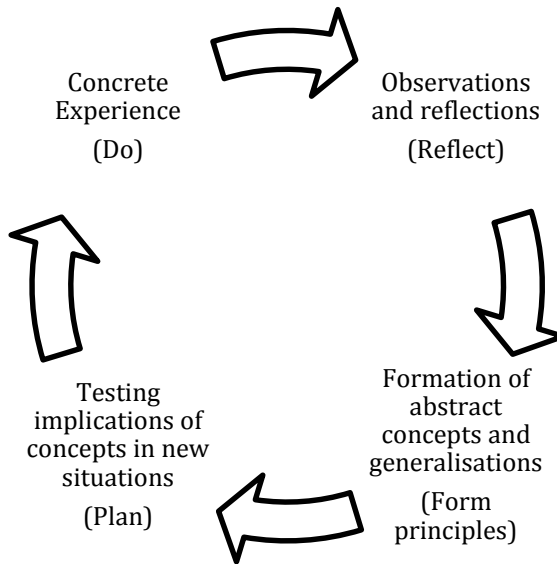 Concrete
Experience
(Do)
Observations
and reflections
(Reflect)
Formation of
abstract
concepts and
generalisations
(Form
principles)
Testing
implications of
concepts in new
situations
(Plan)